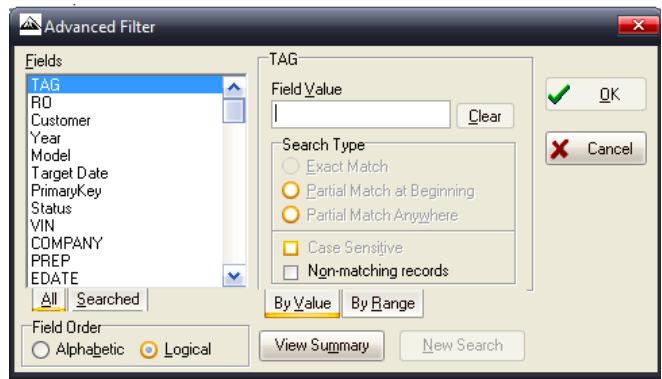 Advanced Filter
Fields
TAG
RO
Customer
Year
Model
Target Date
PrimaryKey
Status
VIN
COMPANY
PREP
EDATE
All Searched
Field Order
Alphabetic Logical
TAG
Field Value
Clear
Search Type
Exact Match
Partial Match at Beginning
Partial Match Anywhere
Case Sensitive
Non-matching records
By Value By Range
View Summary New Search
OK
Cancel